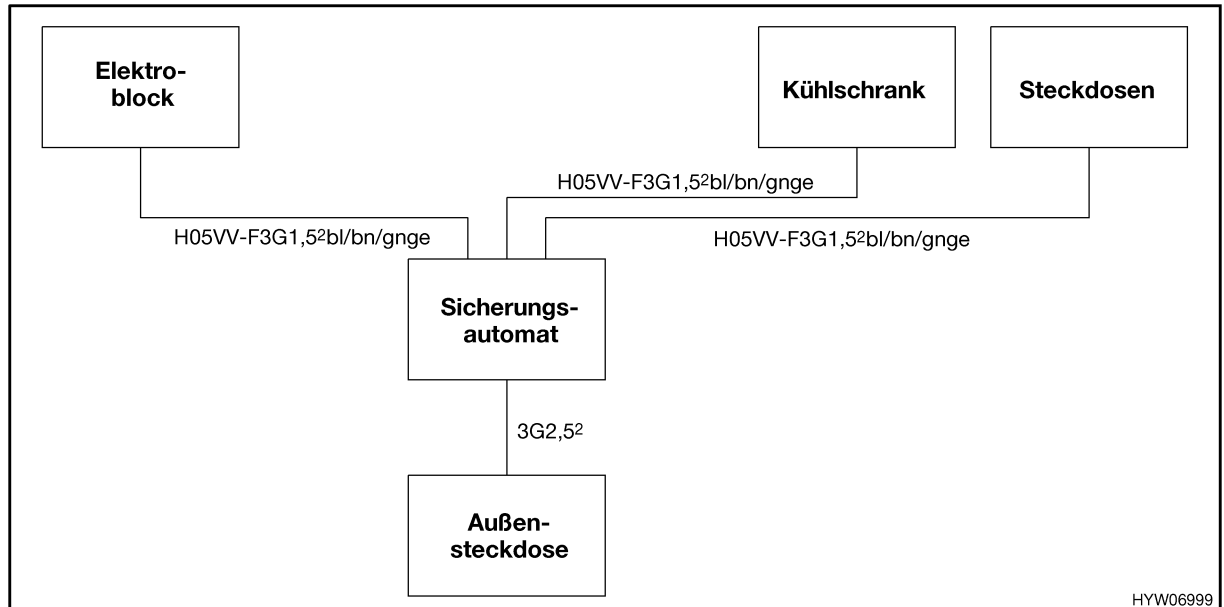 Elektro-
block
Kühlschrank
Steckdosen
H05VV-F3G1,5²bl/bn/gnge
H05VV-F3G1,5²bl/bn/gnge
H05VV-F3G1,5²bl/bn/gnge
Sicherungs-
automat
3G2,5²
Außen-
steckdose
HYW06999